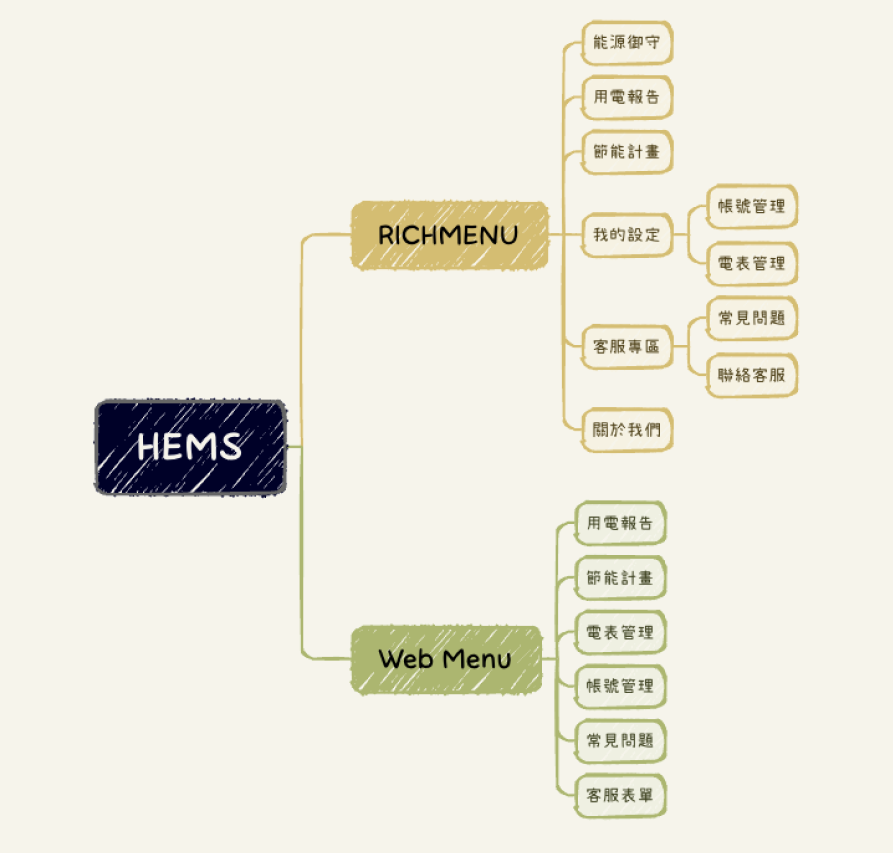 HEMS
RICHMENU
能源御守
用電報告
節能計畫
我的設定
帳號管理
電表管理
客服專區
常見問題
聯絡客服
關於我們
Web Menu
用電報告
節能計畫
電表管理
帳號管理
常見問題
客服表單